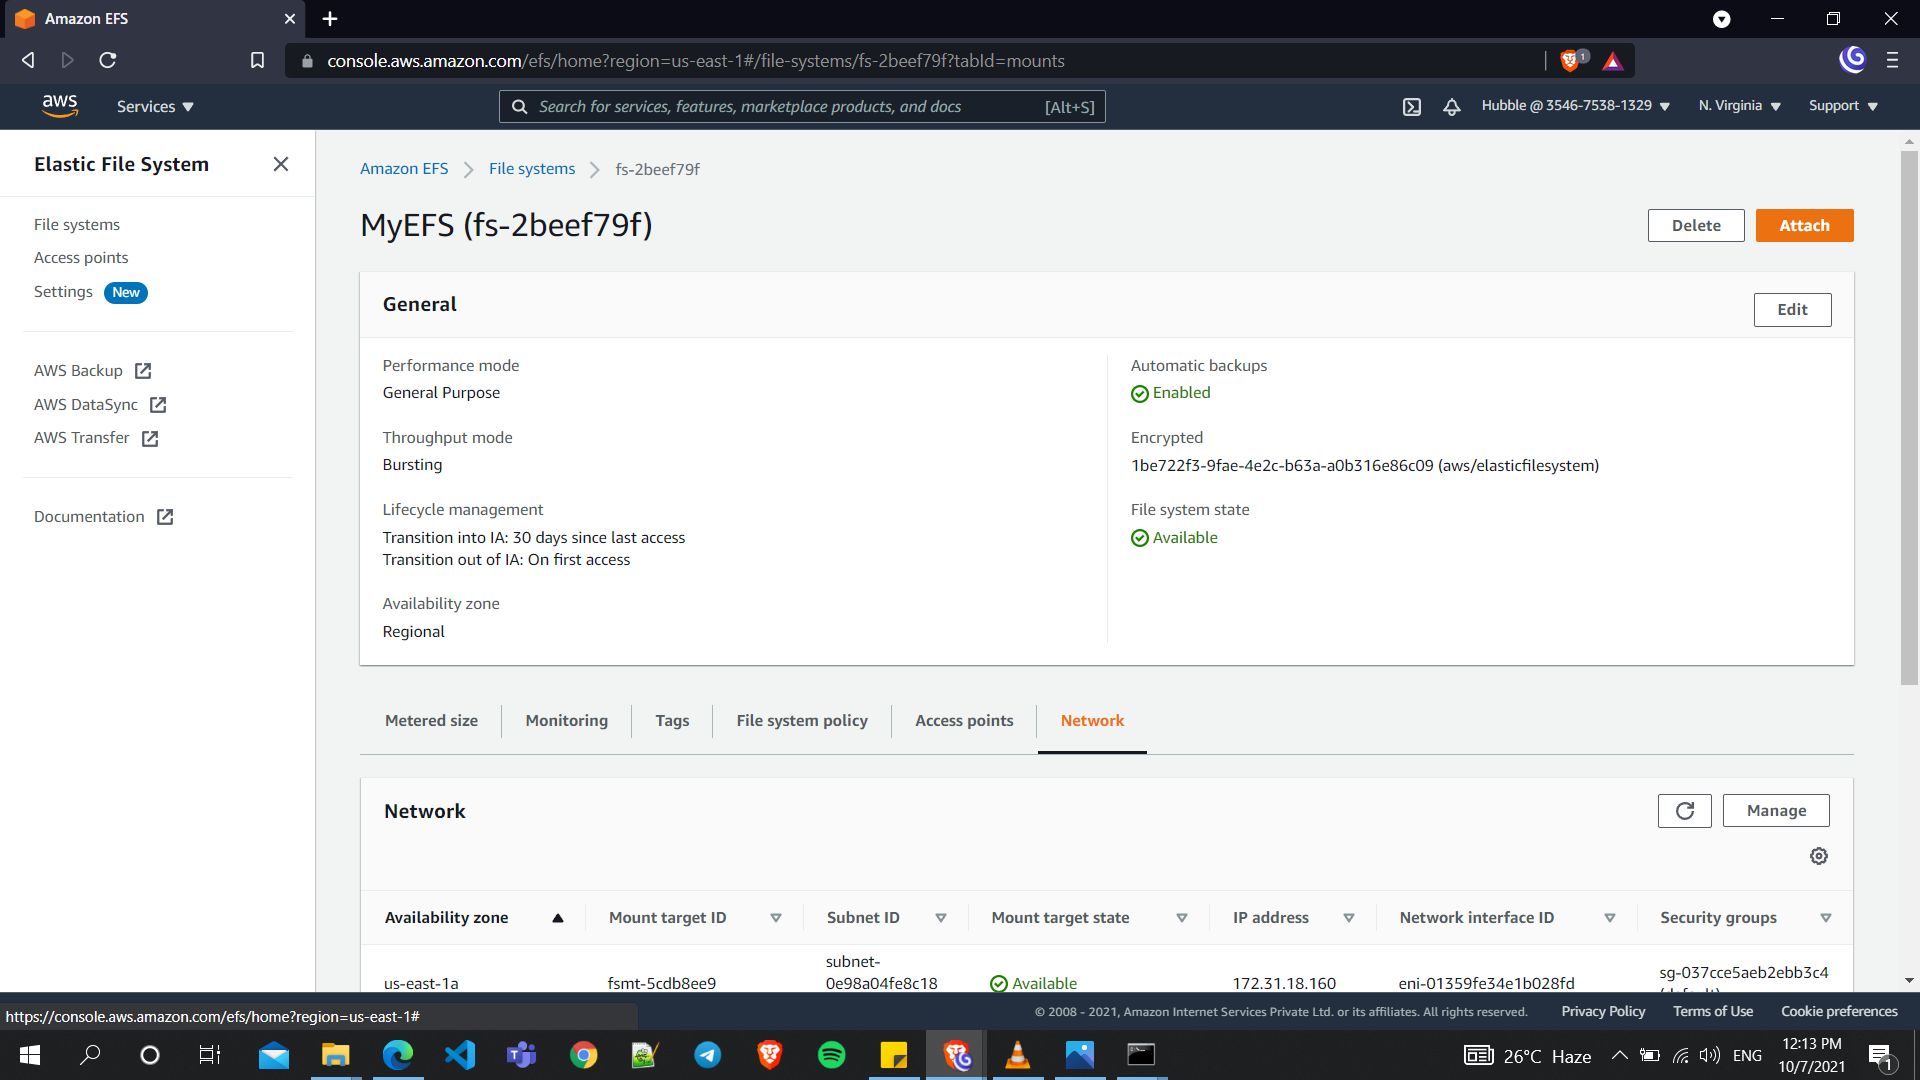 Amazon EFS
console.aws.amazon.com/efs/home?region=us-east-1#/file-systems/fs-2beef79f?tabId=mounts
1
aws
Services
Search for services, features, marketplace products, and docs
[Alt+S]
Hubble @ 3546-7538-1329
N. Virginia
Support
Elastic File System
File systems
Access points
Settings New
AWS Backup
AWS DataSync
AWS Transfer
Documentation
Amazon EFS
File systems
fs-2beef79f
MyEFS (fs-2beef79f)
Delete
Attach
General
Edit
Performance mode
General Purpose
Throughput mode
Bursting
Lifecycle management
Transition into IA: 30 days since last access
Transition out of IA: On first access
Availability zone
Regional
Automatic backups
Enabled
Encrypted
1be722f3-9fae-4e2c-b63a-a0b316e86c09 (aws/elasticfilesystem)
File system state
Available
Metered size
Monitoring
Tags
File system policy
Access points
Network
Network
Manage
Availability zone
Mount target ID
Subnet ID
Mount target state
IP address
Network interface ID
Security groups
us-east-1a
fsmt-5cdb8ee9
subnet-
0e98a04fe8c18
Available
172.31.18.160
eni-01359fe34e1b028fd
sg-037cce5aeb2ebb3c4
https://console.aws.amazon.com/efs/home?region=us-east-1#
© 2008 - 2021, Amazon Internet Services Private Ltd. or its affiliates. All rights reserved.
Privacy Policy
Terms of Use
Cookie preferences
26°C Haze
ENG
12:13 PM
10/7/2021
1